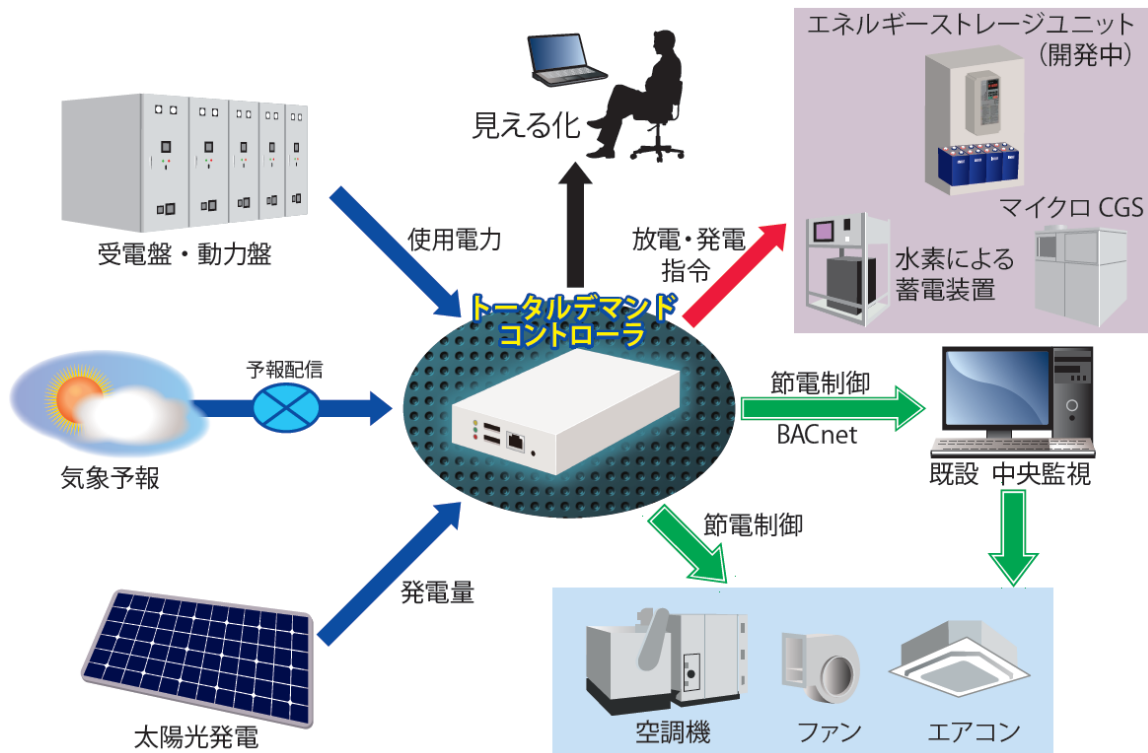 エネルギーストレージユニット
（開発中）
見える化
受電盤・動力盤
マイクロ CGS
使用電力
放電・発電
指令
水素による
蓄電装置
トータルデマンド
コントローラ
予報配信
節電制御
BACnet
気象予報
既設 中央監視
節電制御
発電量
空調機
ファン
エアコン
太陽光発電